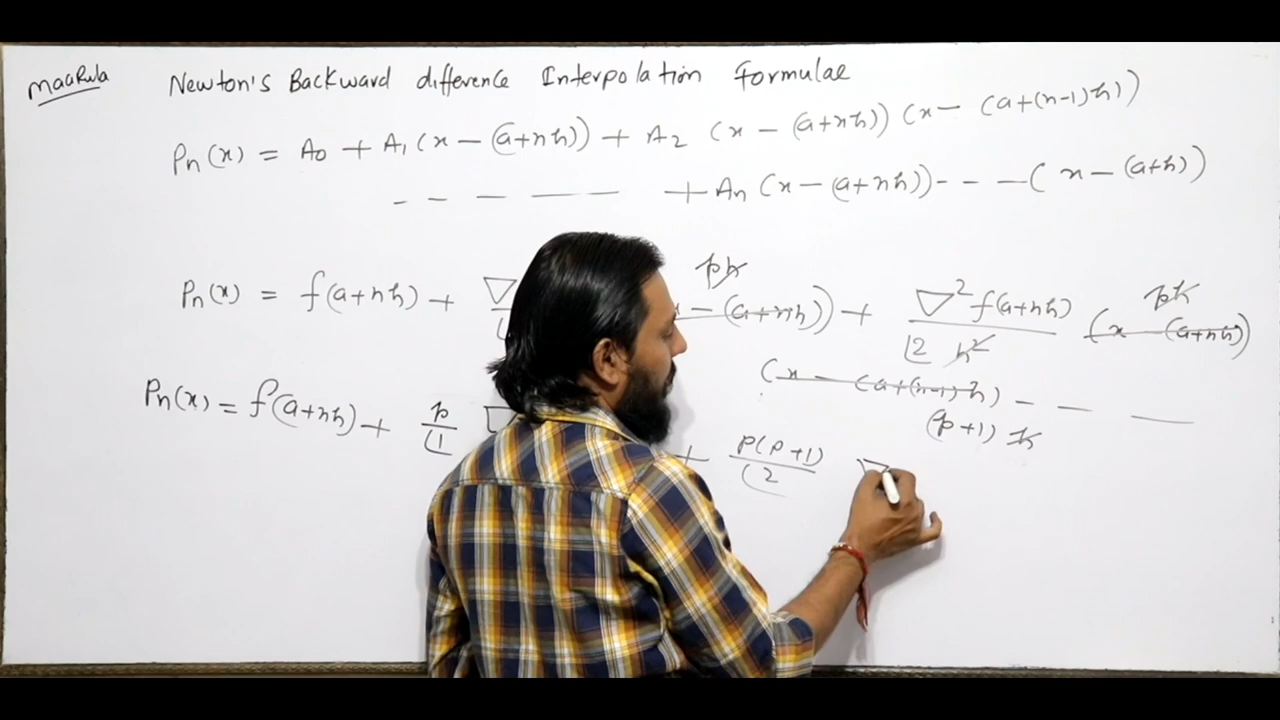 maaRula
Newton's Backward difference Interpolation formulae
Pn(x) = A0 + A1 (x - (a+nh)) + A2 (x - (a+nh)) (x - (a+(n-1)h))
- - - - + An (x - (a+nh)) - - - (x - (a+h))
ph ph
Pn(x) = f(a+nh) + ∇ x - (a+nh)) + ∇² f(a+nh) / ⌊2 h² (x - (a+nh))
(x - (a+(n-1)h) - - -
(p+1) h
Pn(x) = f(a+nh) + p/⌊1 ∇ + p(p+1)/⌊2 ∇